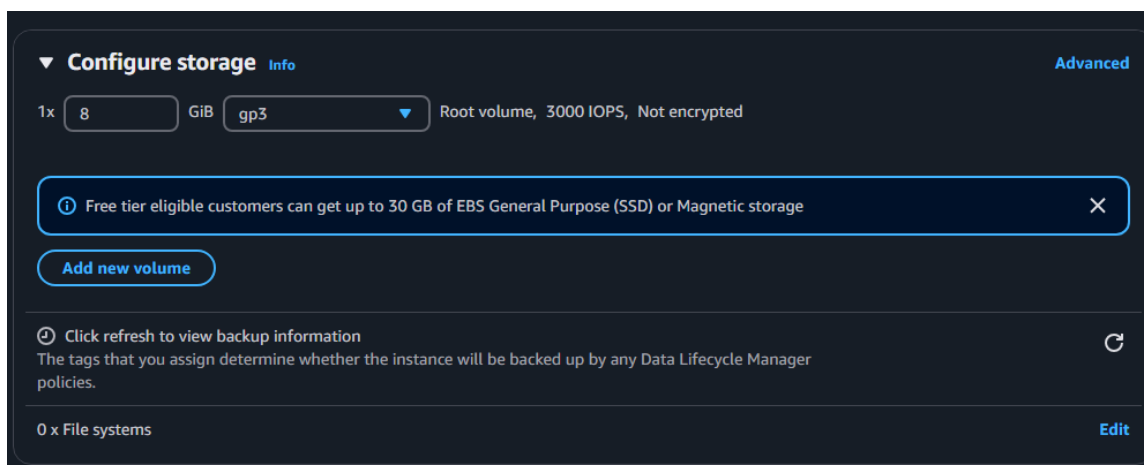 Configure storage Info Advanced
1x 8 GiB gp3 Root volume, 3000 IOPS, Not encrypted
Free tier eligible customers can get up to 30 GB of EBS General Purpose (SSD) or Magnetic storage
Add new volume
Click refresh to view backup information
The tags that you assign determine whether the instance will be backed up by any Data Lifecycle Manager
policies.
0 x File systems Edit